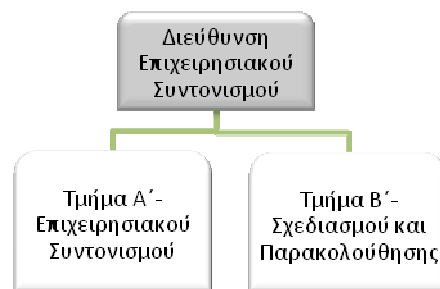 Διεύθυνση
Επιχειρησιακού
Συντονισμού
Τμήμα Α΄-
Επιχειρησιακού
Συντονισμού
Τμήμα Β΄-
Σχεδιασμού και
Παρακολούθησης